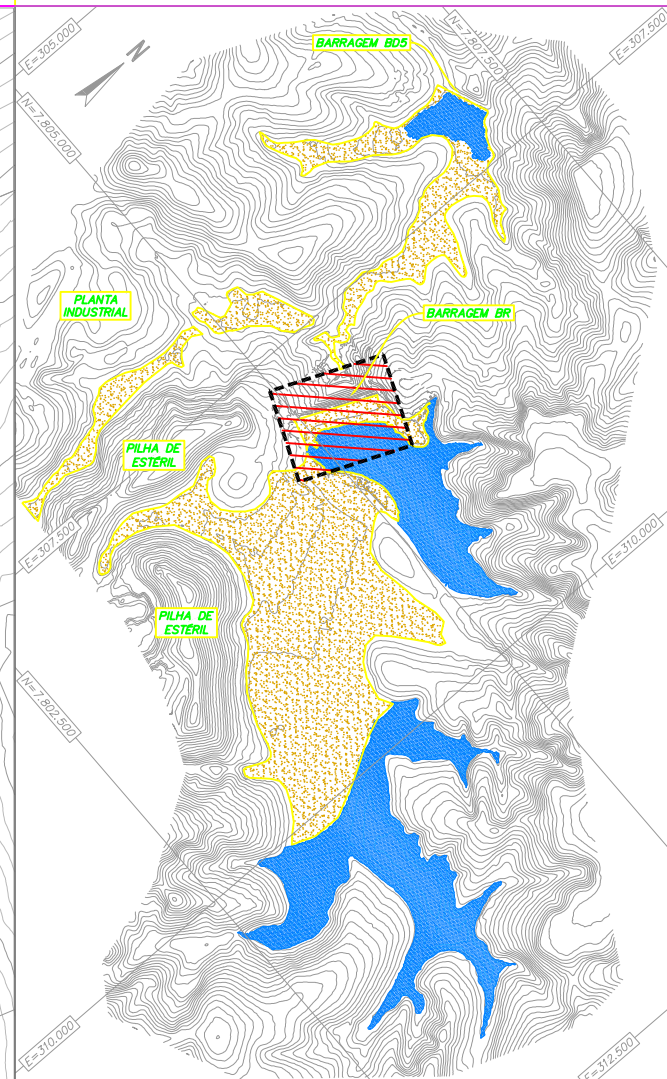 E=305.000
N
N=7.807.500
E=307.500
BARRAGEM BD5
N=7.805.000
PLANTA
INDUSTRIAL
BARRAGEM BR
PILHA DE
ESTÉRIL
E=307.500
E=310.000
PILHA DE
ESTÉRIL
N=7.802.500
E=310.000
E=312.500